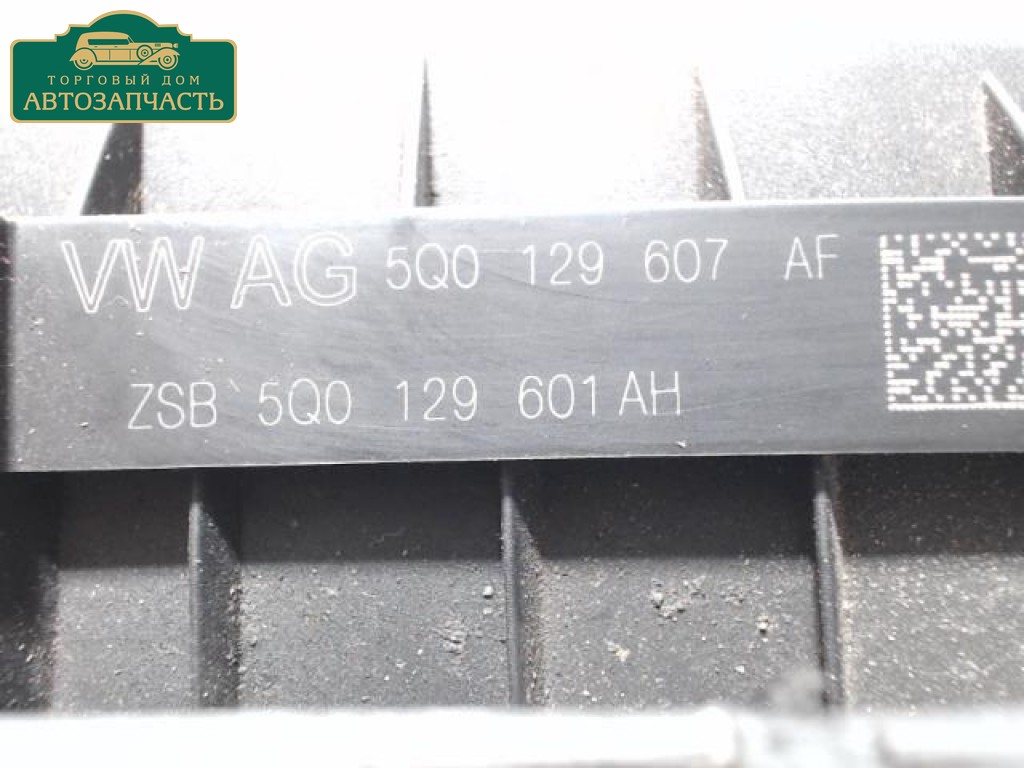 ТОРГОВЫЙ ДОМ
АВТОЗАПЧАСТЬ
VW AG 5Q0 129 607 AF
ZSB 5Q0 129 601 AH